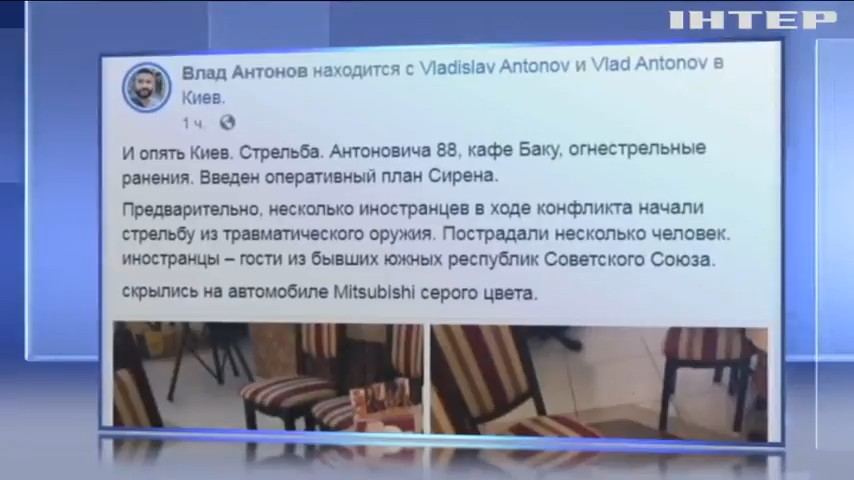 ІНТЕР
Влад Антонов находится с Vladislav Antonov и Vlad Antonov в
Киев.
1 ч.
И опять Киев. Стрельба. Антоновича 88, кафе Баку, огнестрельные
ранения. Введен оперативный план Сирена.
Предварительно, несколько иностранцев в ходе конфликта начали
стрельбу из травматического оружия. Пострадали несколько человек.
иностранцы – гости из бывших южных республик Советского Союза.
скрылись на автомобиле Mitsubishi серого цвета.